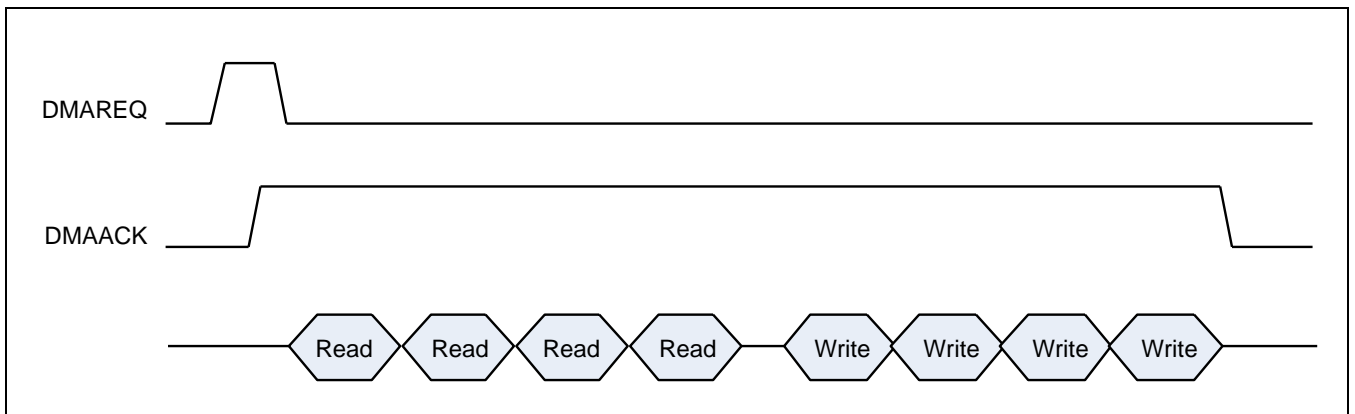 DMAREQ
DMAACK
Read Read Read Read Write Write Write Write